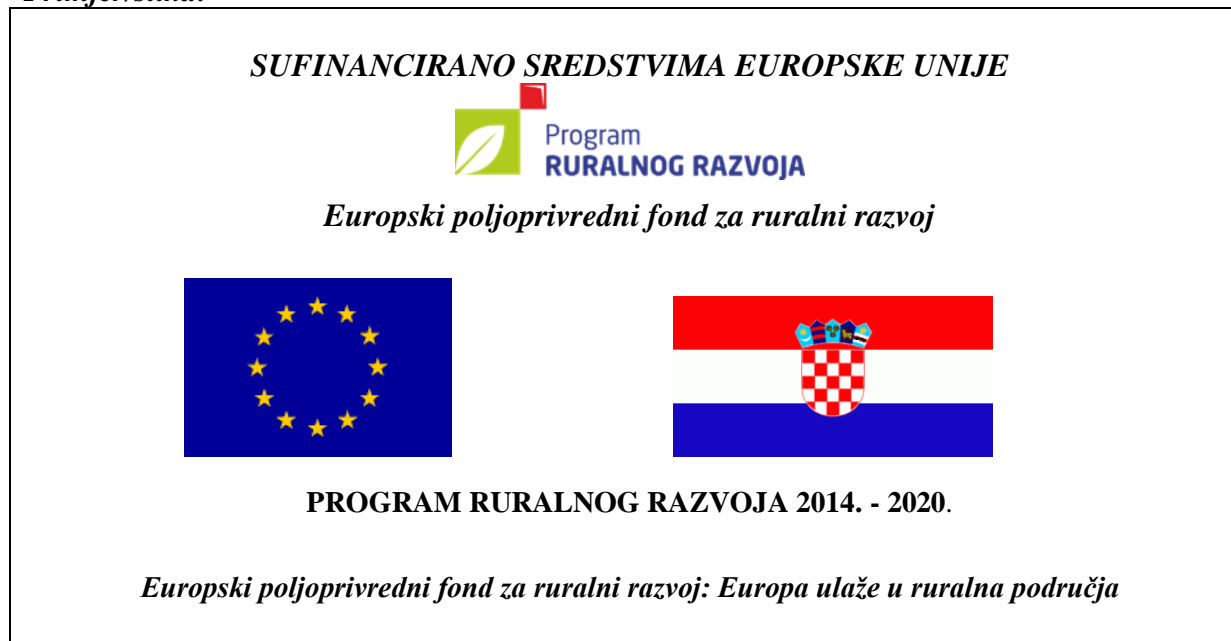 SUFINANCIRANO SREDSTVIMA EUROPSKE UNIJE
Program
RURALNOG RAZVOJA
Europski poljoprivredni fond za ruralni razvoj
PROGRAM RURALNOG RAZVOJA 2014. - 2020.
Europski poljoprivredni fond za ruralni razvoj: Europa ulaže u ruralna područja